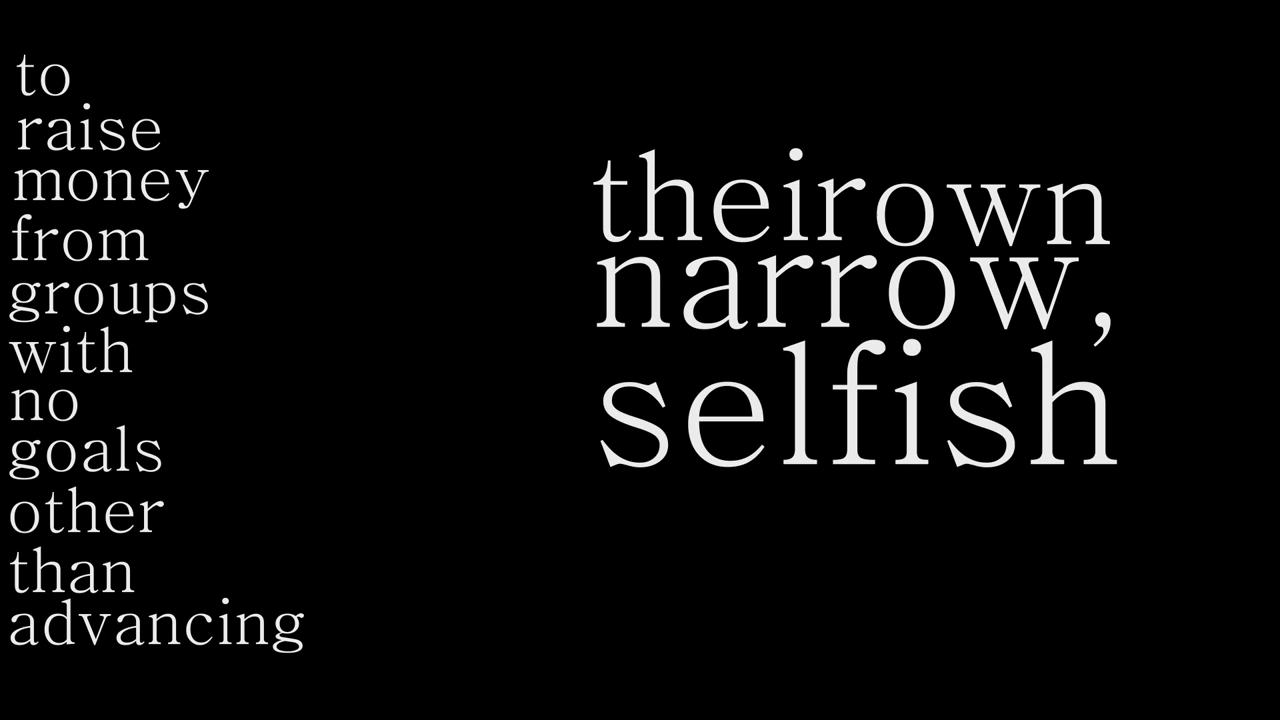 to
raise
money
from
groups
with
no
goals
other
than
advancing
theirown
narrow,
selfish